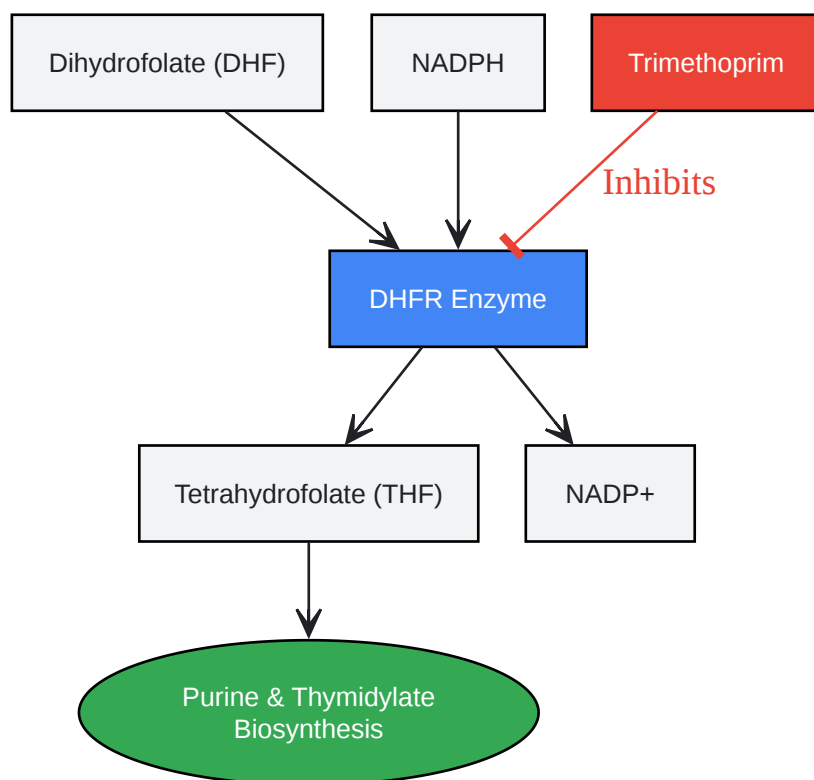 Dihydrofolate (DHF)
NADPH
Trimethoprim
Inhibits
DHFR Enzyme
Tetrahydrofolate (THF)
NADP+
Purine & Thymidylate
Biosynthesis